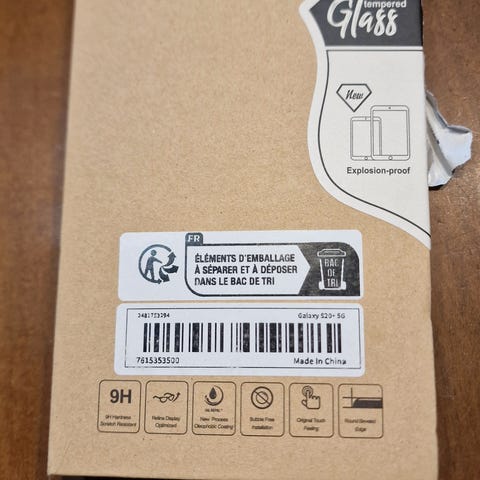 tempered
Glass
New
Explosion-proof
FR
ÉLÉMENTS D'EMBALLAGE
À SÉPARER ET À DÉPOSER
DANS LE BAC DE TRI
BAC
DE
TRI
Galaxy S20+ 5G
7615353500
Made in China
9H
9H Hardness
Scratch Resistant
Retina Display
Optimized
New Process
Oleophobic Coating
Bubble Free
Installation
Original Touch
Feeling
Round Beveled
Edge